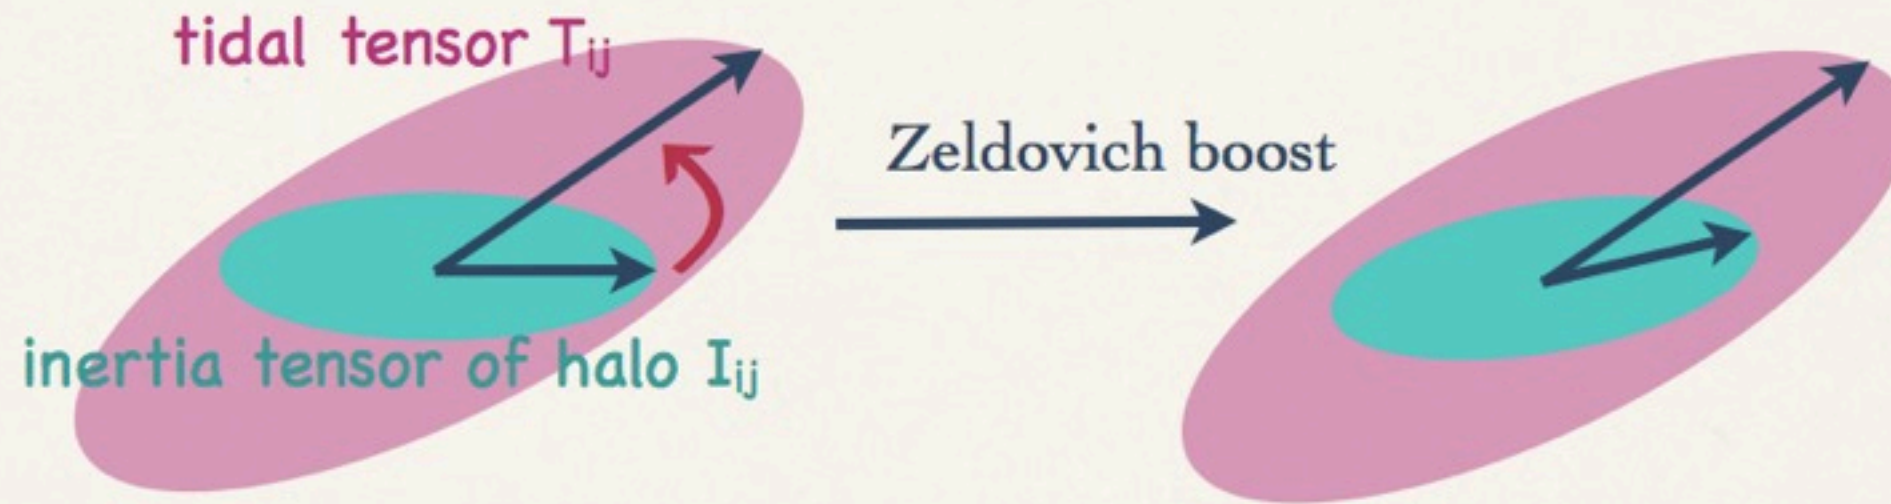 tidal tensor Tij
Zeldovich boost
inertia tensor of halo Iij